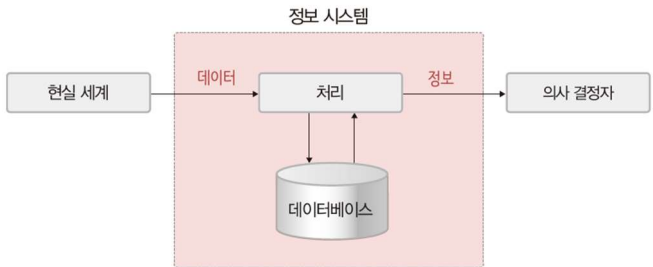 정보 시스템
현실 세계
데이터
처리
정보
의사 결정자
데이터베이스